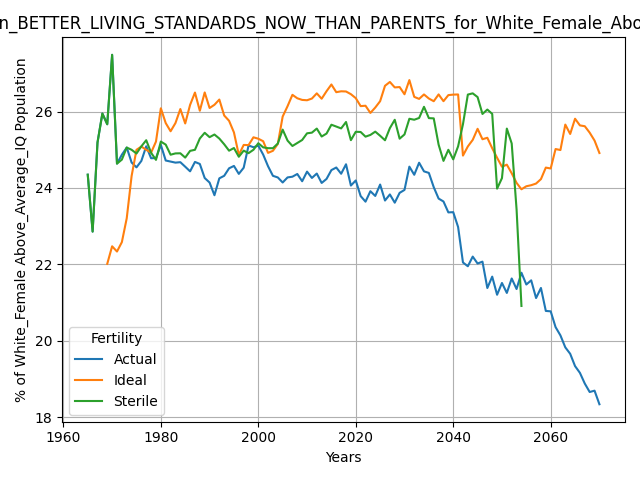 n_BETTER_LIVING_STANDARDS_NOW_THAN_PARENTS_for_White_Female_Abo
% of White_Female Above_Average_IQ Population
26
24
22
20
18
Fertility
Actual
Ideal
Sterile
1960
1980
2000
2020
2040
2060
Years